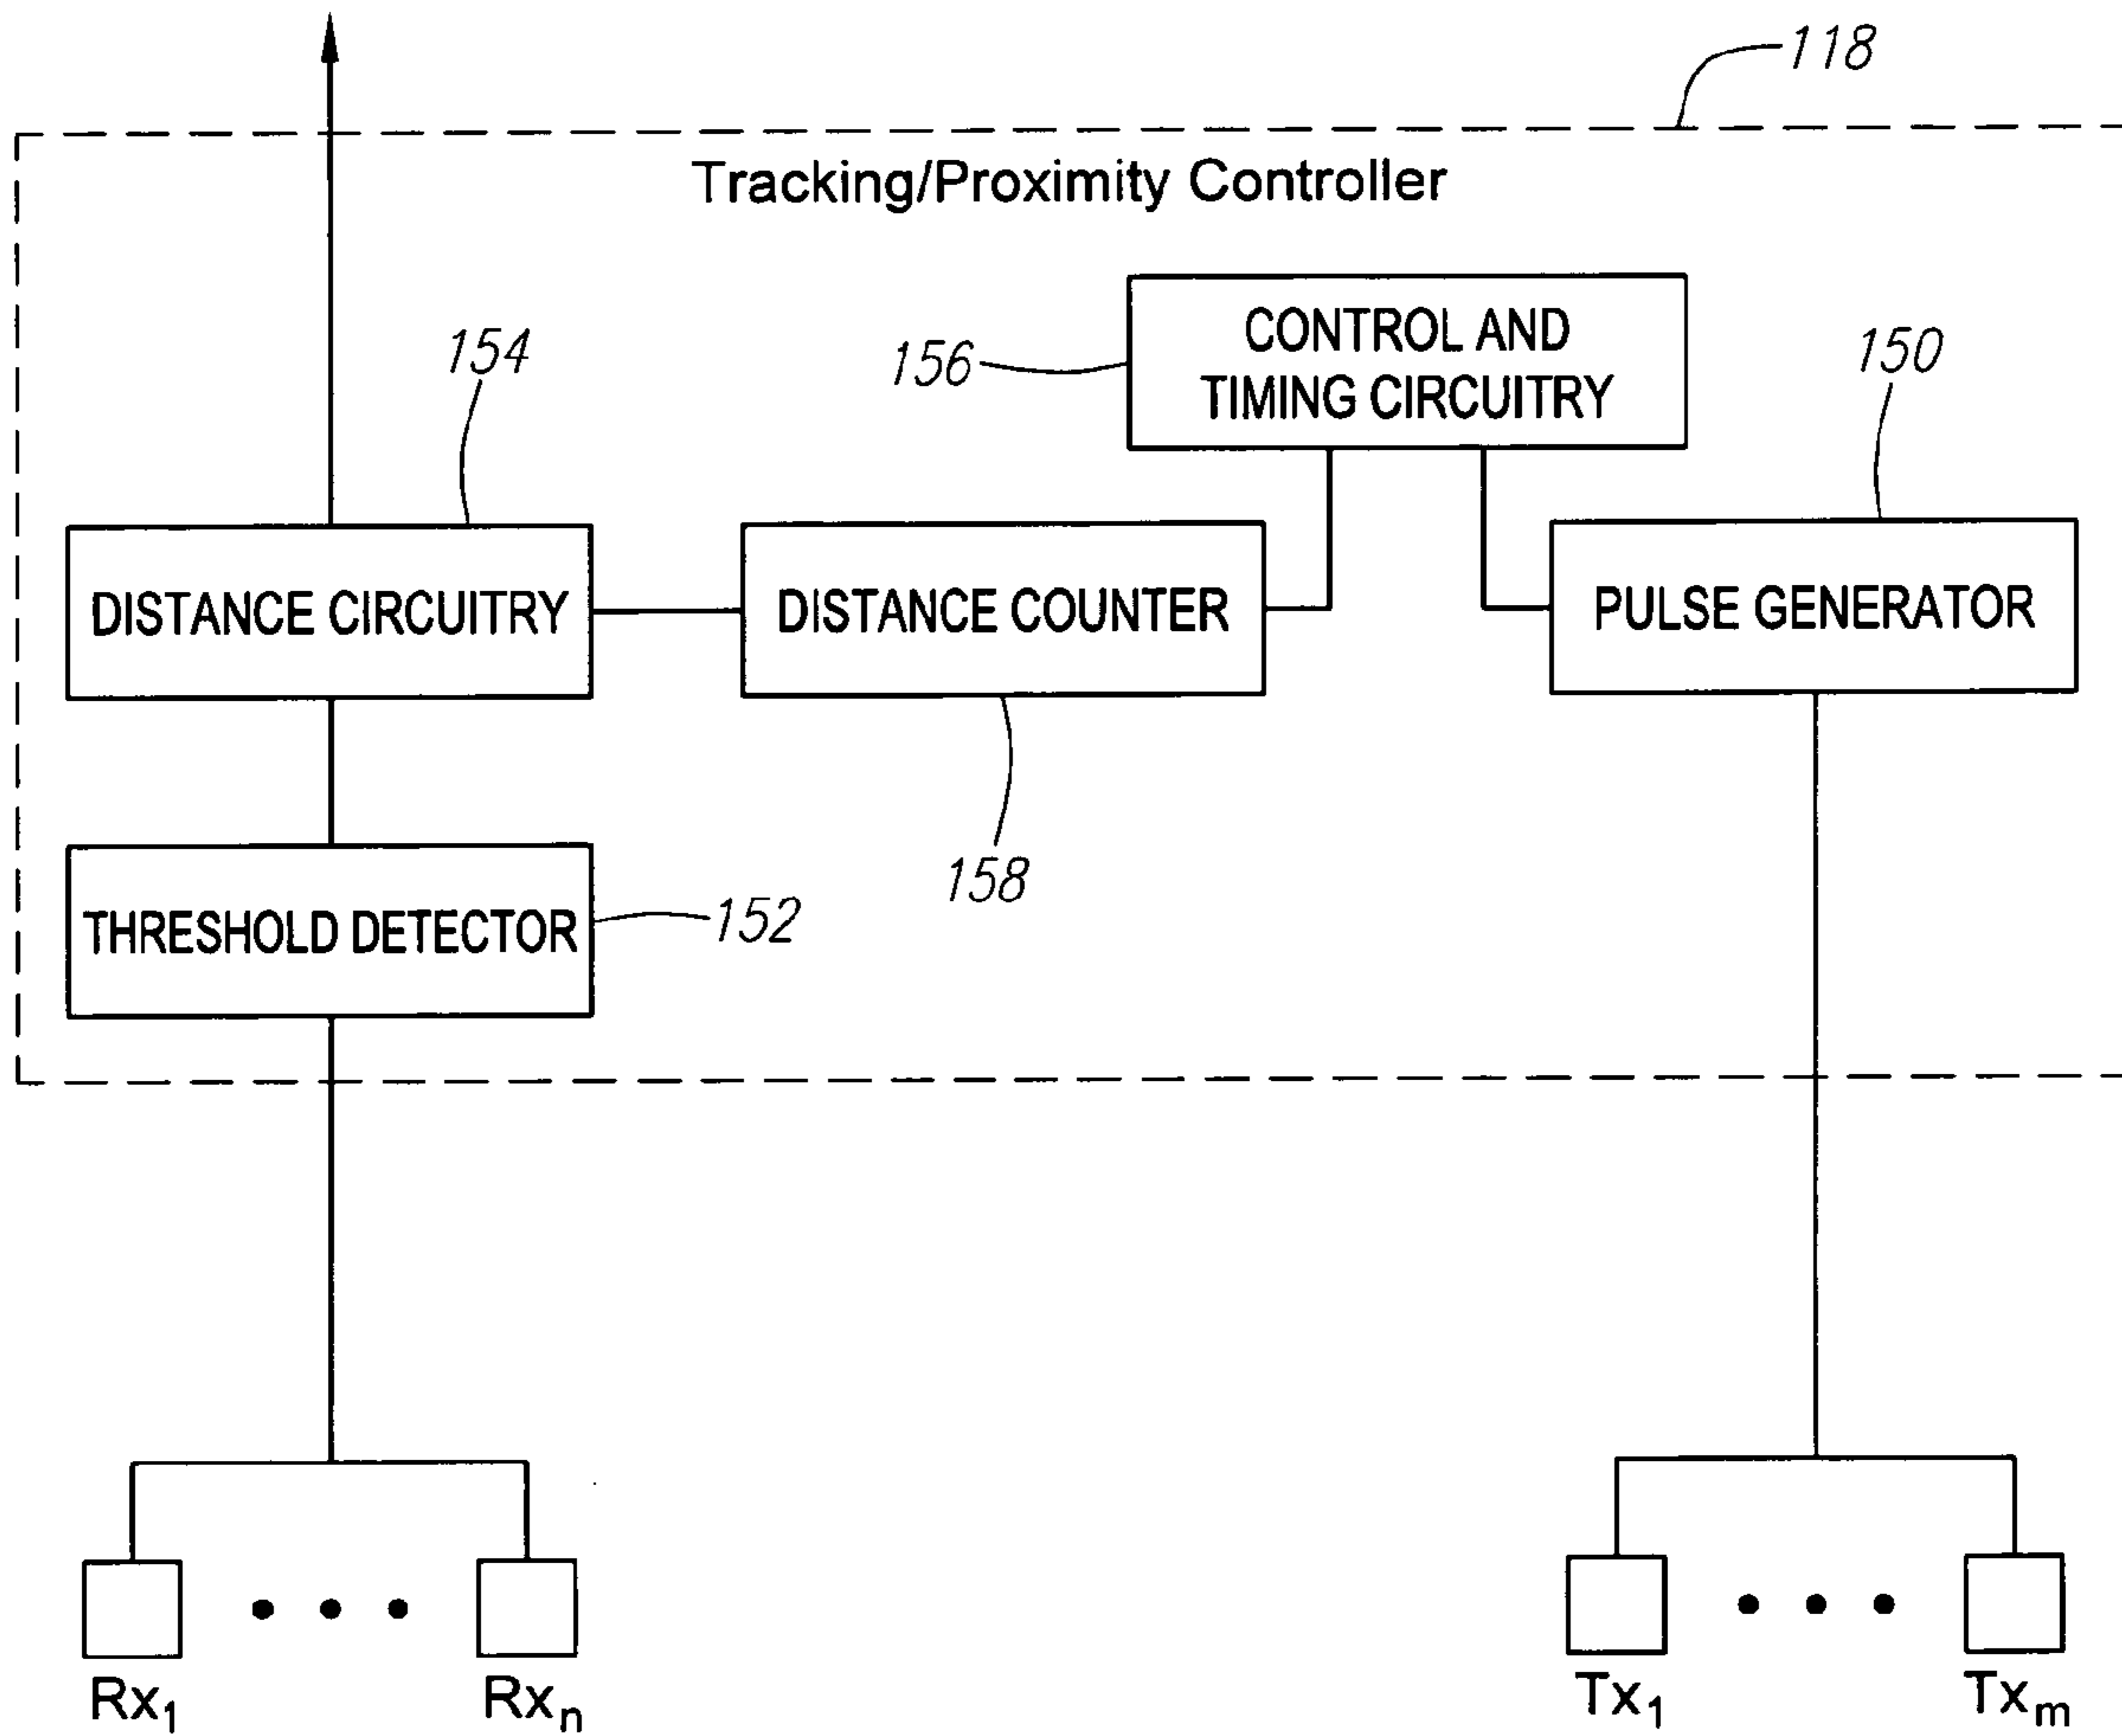 118
Tracking/Proximity Controller
CONTROL AND
TIMING CIRCUITRY
154
156
150
DISTANCE CIRCUITRY
DISTANCE COUNTER
PULSE GENERATOR
158
THRESHOLD DETECTOR
152
Rx1
Rxn
Tx1
Txm